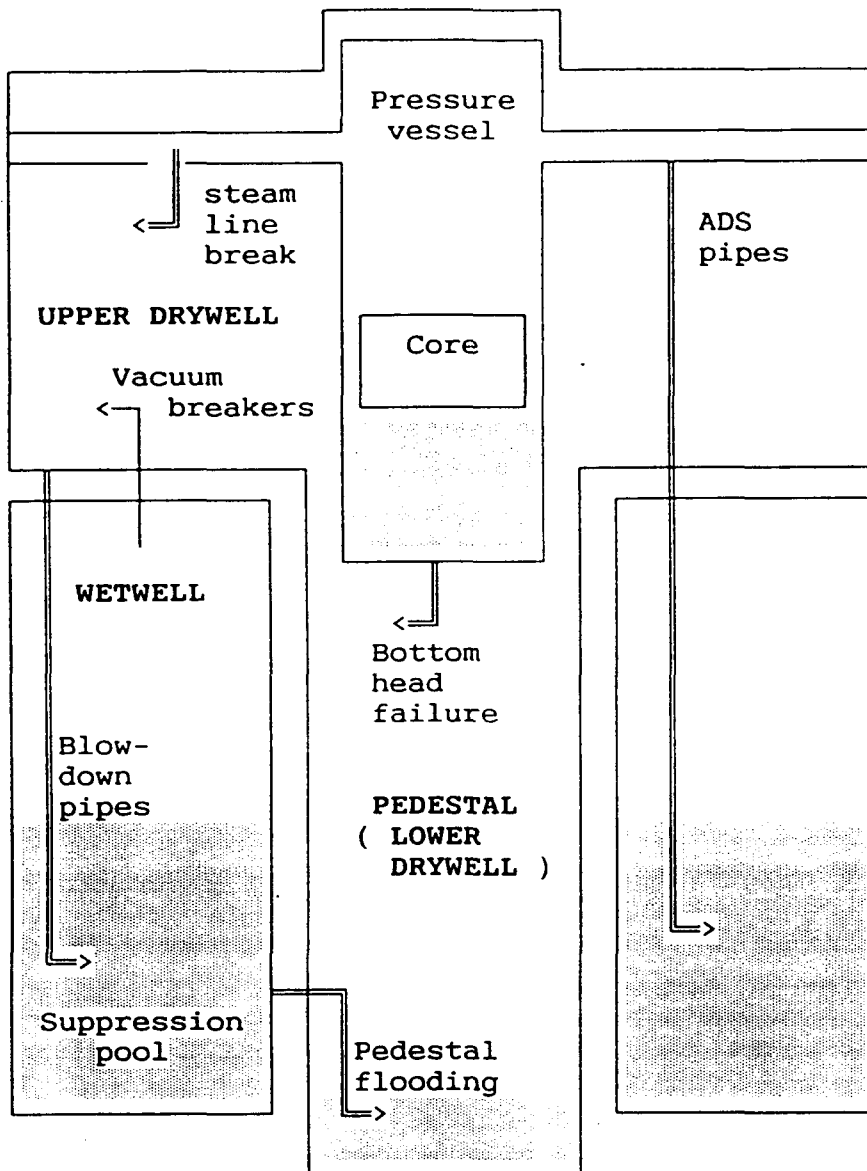 Pressure
vessel
steam
line
break
ADS
pipes
UPPER DRYWELL
Core
Vacuum
breakers
WETWELL
Bottom
head
failure
Blow-
down
pipes
PEDESTAL
( LOWER
DRYWELL )
Suppression
pool
Pedestal
flooding